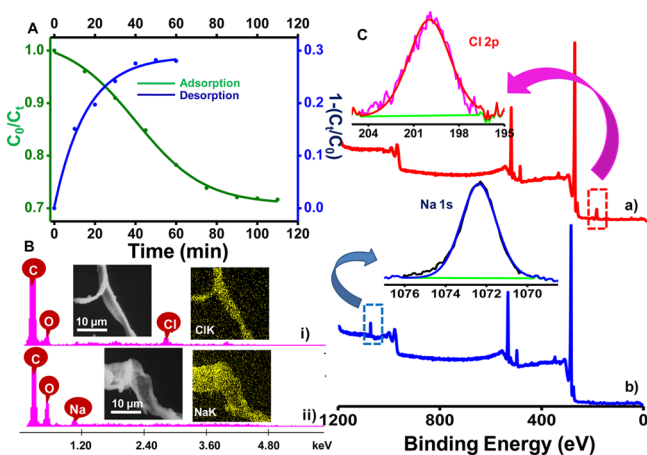 A
0 20 40 60 80 100 120
1.0
0.9
0.8
0.7
C₀/Cₜ
0.3
0.2
0.1
0.0
1-(Cₜ/C₀)
Adsorption
Desorption
0 20 40 60 80 100 120
Time (min)
B
C
O
Cl
10 µm
ClK
i)
C
O
Na
10 µm
NaK
ii)
1.20 2.40 3.60 4.80 keV
C
Cl 2p
204 201 198 195
a)
Na 1s
1076 1074 1072 1070
b)
1200 800 400 0
Binding Energy (eV)